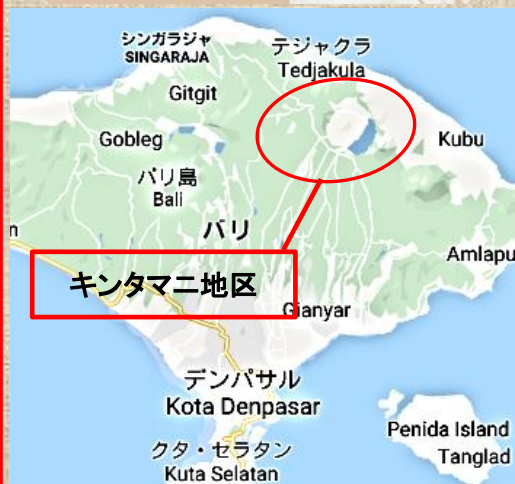 シンガラジャ
SINGARAJA
テジャクラ
Tedjakula
Gitgit
Gobleg
Kubu
バリ島
Bali
n
バリ
Amlapu
キンタマニ地区
Gianyar
デンパサル
Kota Denpasar
Penida Island
Tanglad
クタ・セラタン
Kuta Selatan